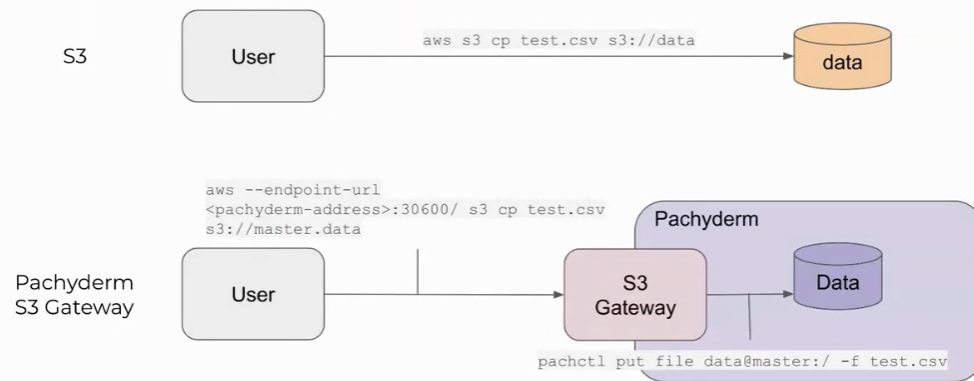 S3
User
aws s3 cp test.csv s3://data
data
aws --endpoint-url
<pachyderm-address>:30600/ s3 cp test.csv
s3://master.data
Pachyderm
Pachyderm
S3 Gateway
User
S3
Gateway
Data
pachctl put file data@master:/ -f test.csv